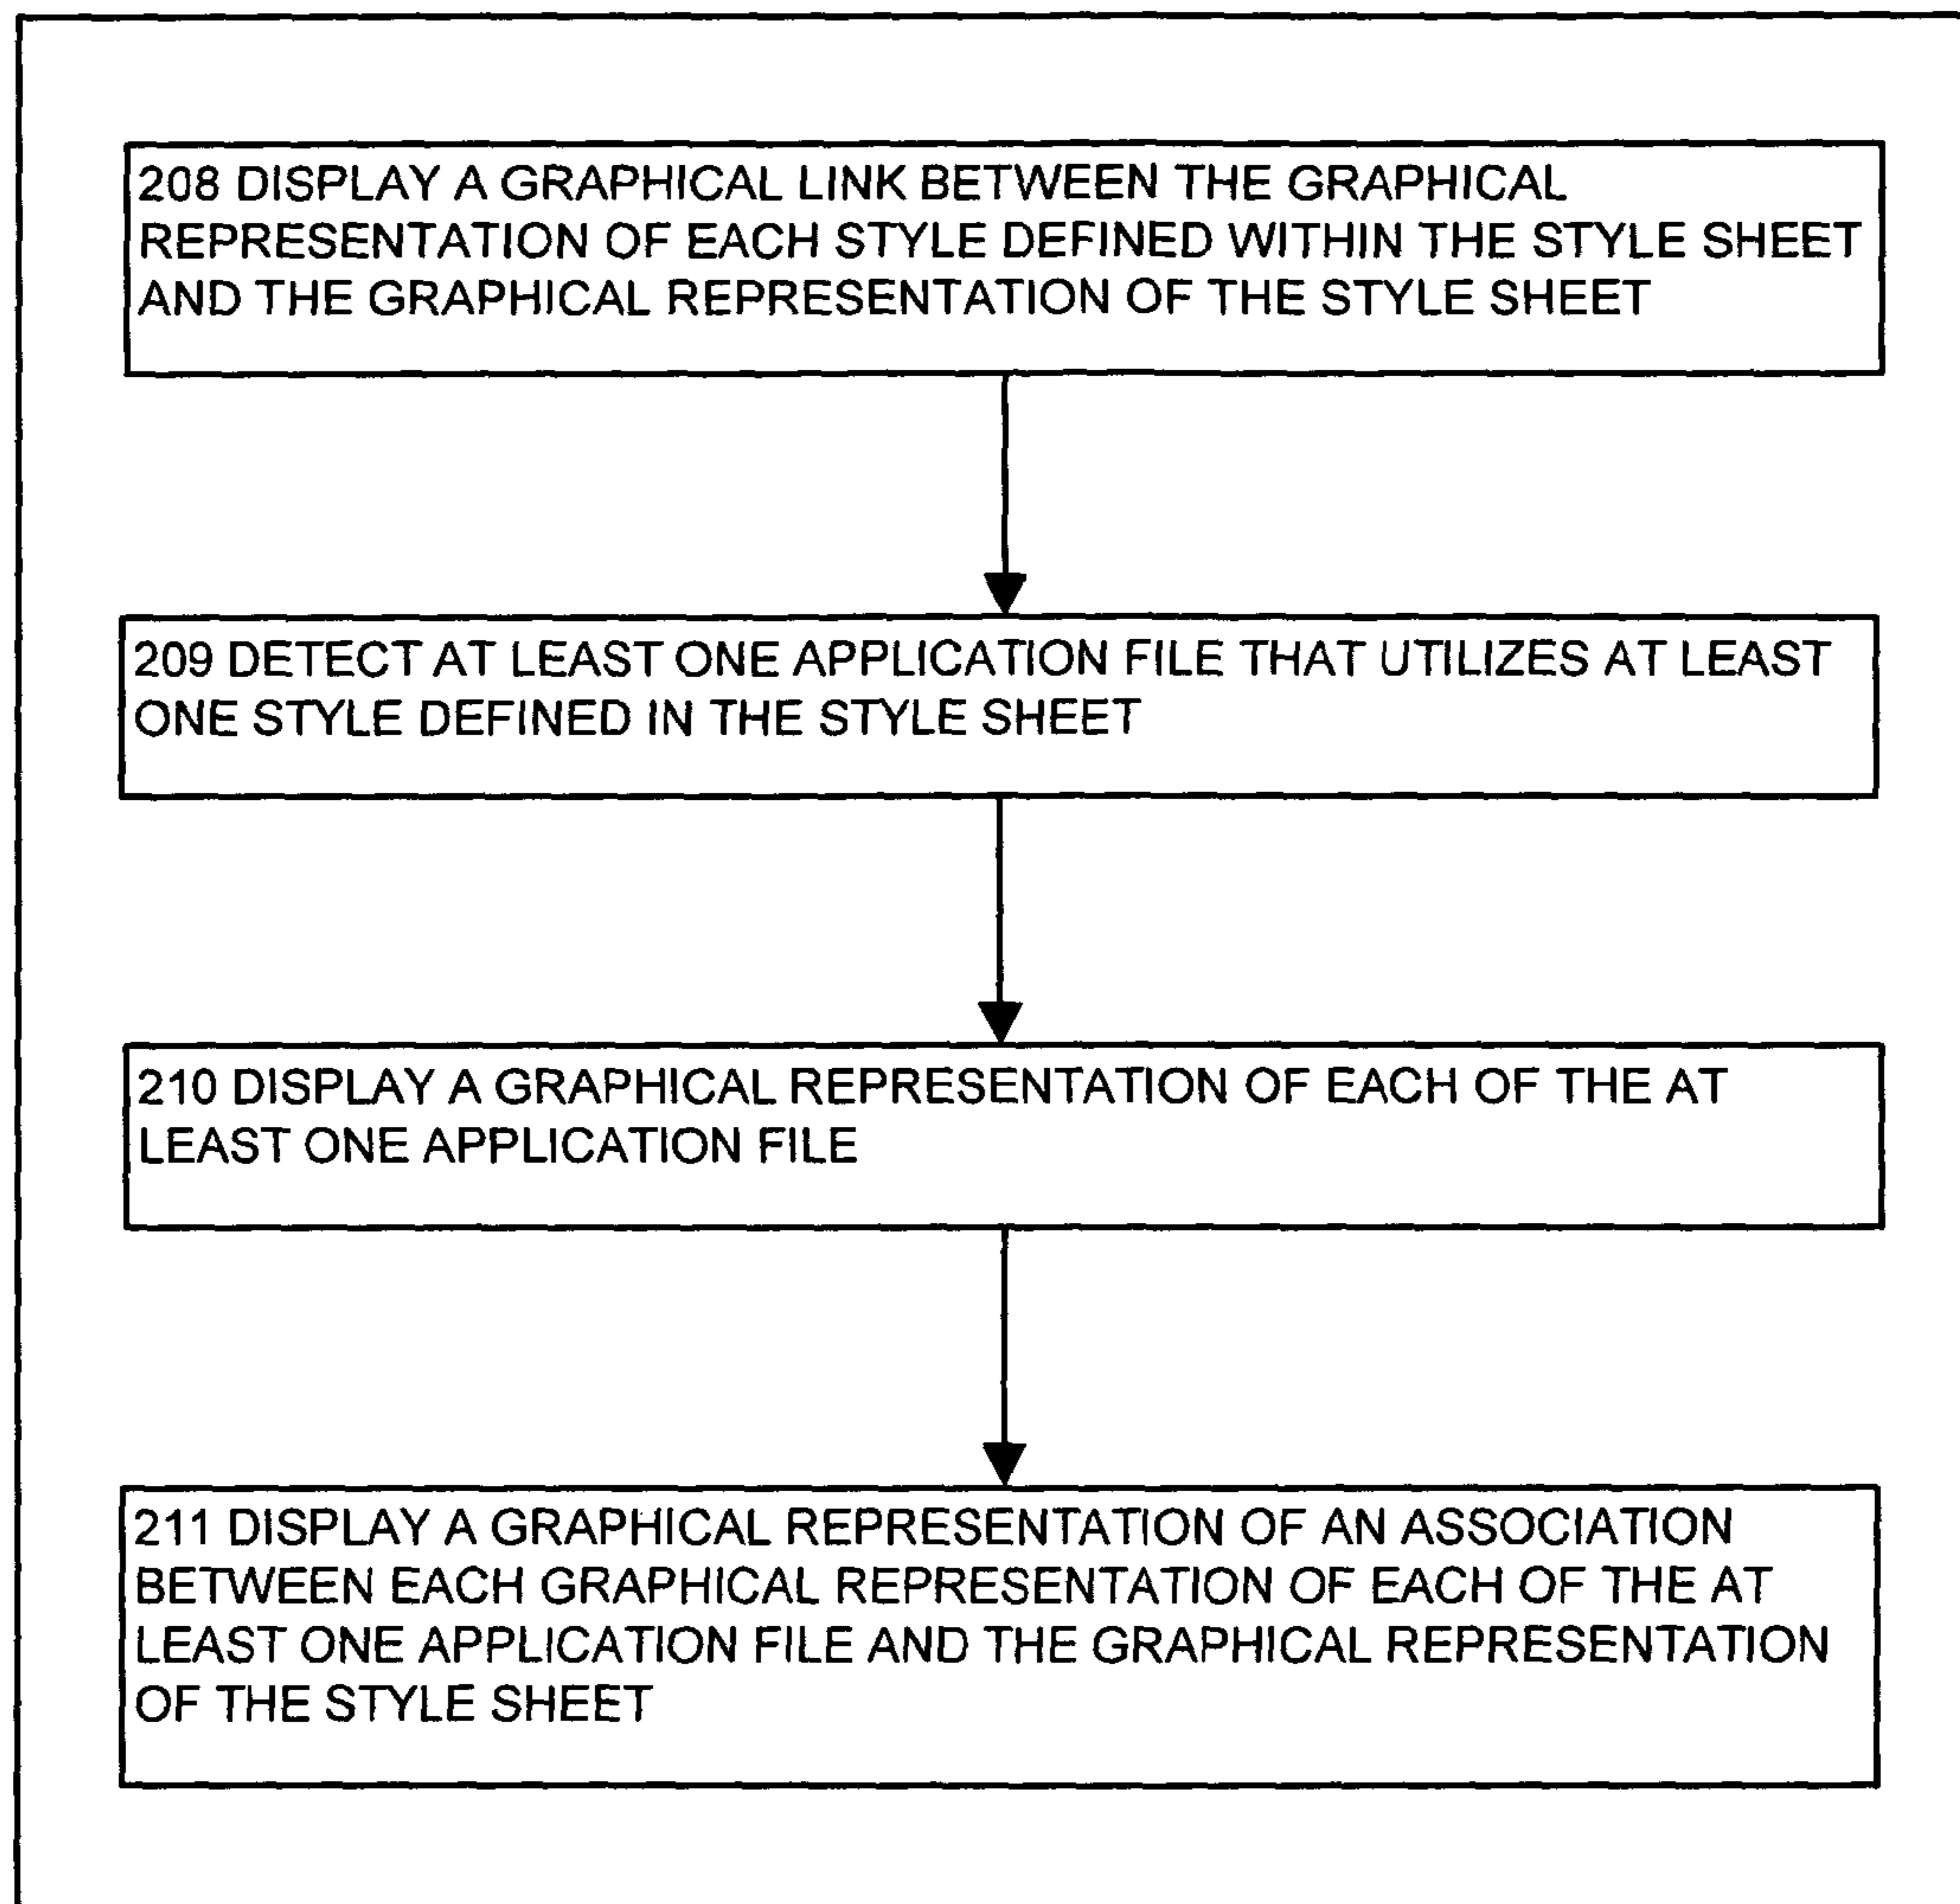 208 DISPLAY A GRAPHICAL LINK BETWEEN THE GRAPHICAL
REPRESENTATION OF EACH STYLE DEFINED WITHIN THE STYLE SHEET
AND THE GRAPHICAL REPRESENTATION OF THE STYLE SHEET
209 DETECT AT LEAST ONE APPLICATION FILE THAT UTILIZES AT LEAST
ONE STYLE DEFINED IN THE STYLE SHEET
210 DISPLAY A GRAPHICAL REPRESENTATION OF EACH OF THE AT
LEAST ONE APPLICATION FILE
211 DISPLAY A GRAPHICAL REPRESENTATION OF AN ASSOCIATION
BETWEEN EACH GRAPHICAL REPRESENTATION OF EACH OF THE AT
LEAST ONE APPLICATION FILE AND THE GRAPHICAL REPRESENTATION
OF THE STYLE SHEET